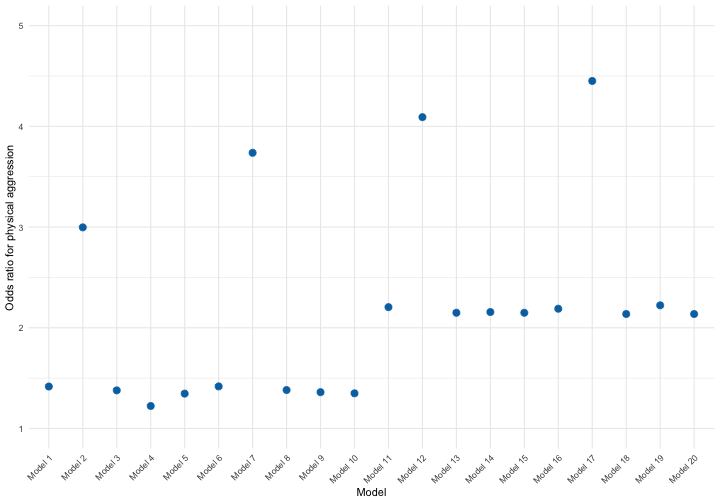 Odds ratio for physical aggression
5
4
3
2
1
Model 1
Model 2
Model 3
Model 4
Model 5
Model 6
Model 7
Model 8
Model 9
Model 10
Model 11
Model 12
Model 13
Model 14
Model 15
Model 16
Model 17
Model 18
Model 19
Model 20
Model